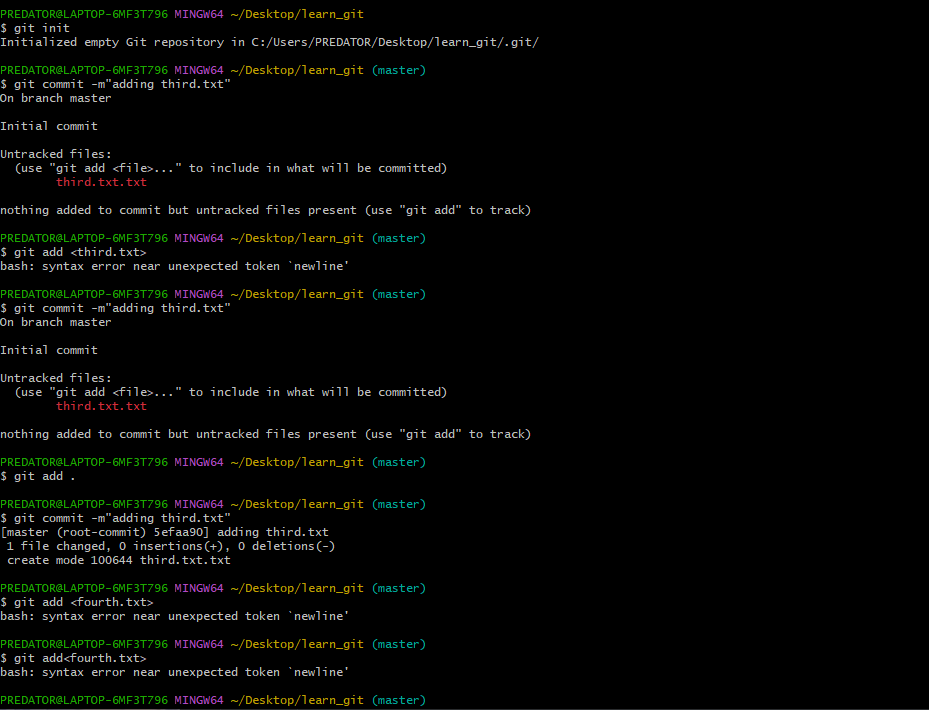 PREDATOR@LAPTOP-6MF3T796 MINGW64 ~/Desktop/learn_git
$ git init
Initialized empty Git repository in C:/Users/PREDATOR/Desktop/learn_git/.git/
PREDATOR@LAPTOP-6MF3T796 MINGW64 ~/Desktop/learn_git (master)
$ git commit -m"adding third.txt"
On branch master
Initial commit
Untracked files:
  (use "git add <file>..." to include in what will be committed)
        third.txt.txt
nothing added to commit but untracked files present (use "git add" to track)
PREDATOR@LAPTOP-6MF3T796 MINGW64 ~/Desktop/learn_git (master)
$ git add <third.txt>
bash: syntax error near unexpected token `newline'
PREDATOR@LAPTOP-6MF3T796 MINGW64 ~/Desktop/learn_git (master)
$ git commit -m"adding third.txt"
On branch master
Initial commit
Untracked files:
  (use "git add <file>..." to include in what will be committed)
        third.txt.txt
nothing added to commit but untracked files present (use "git add" to track)
PREDATOR@LAPTOP-6MF3T796 MINGW64 ~/Desktop/learn_git (master)
$ git add .
PREDATOR@LAPTOP-6MF3T796 MINGW64 ~/Desktop/learn_git (master)
$ git commit -m"adding third.txt"
[master (root-commit) 5efaa90] adding third.txt
 1 file changed, 0 insertions(+), 0 deletions(-)
 create mode 100644 third.txt.txt
PREDATOR@LAPTOP-6MF3T796 MINGW64 ~/Desktop/learn_git (master)
$ git add <fourth.txt>
bash: syntax error near unexpected token `newline'
PREDATOR@LAPTOP-6MF3T796 MINGW64 ~/Desktop/learn_git (master)
$ git add<fourth.txt>
bash: syntax error near unexpected token `newline'
PREDATOR@LAPTOP-6MF3T796 MINGW64 ~/Desktop/learn_git (master)